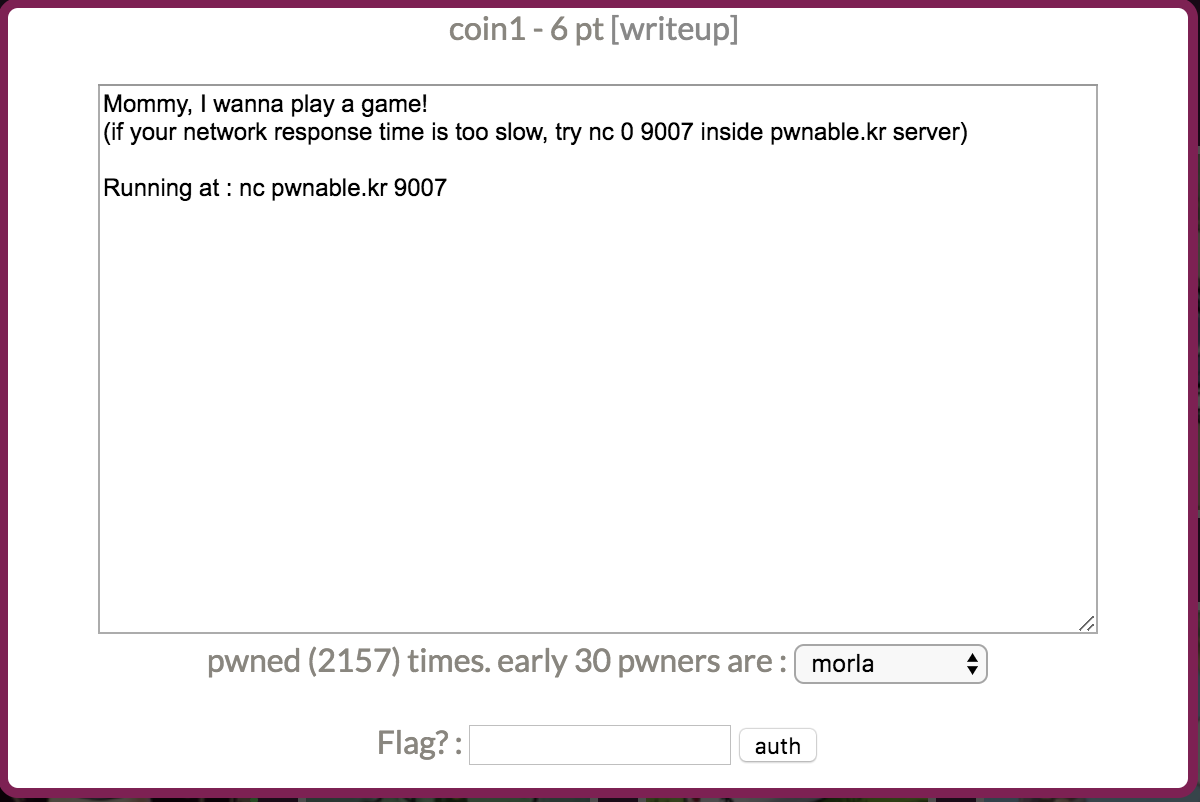 coin1 - 6 pt [writeup]
Mommy, I wanna play a game!
(if your network response time is too slow, try nc 0 9007 inside pwnable.kr server)
Running at : nc pwnable.kr 9007
pwned (2157) times. early 30 pwners are : morla
Flag? : auth